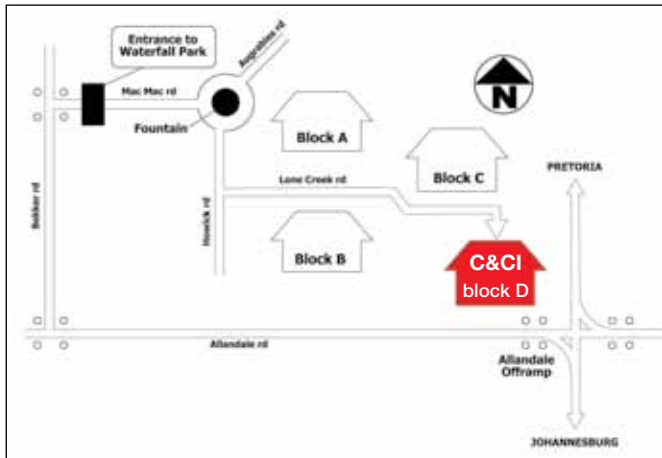 Entrance to
Waterfall Park
Augrabies rd
Mac Mac rd
Fountain
N
Block A
Block C
PRETORIA
Lone Creek rd
Bekker rd
Howick rd
Block B
C&CI
block D
Allandale rd
Allandale
Offramp
JOHANNESBURG